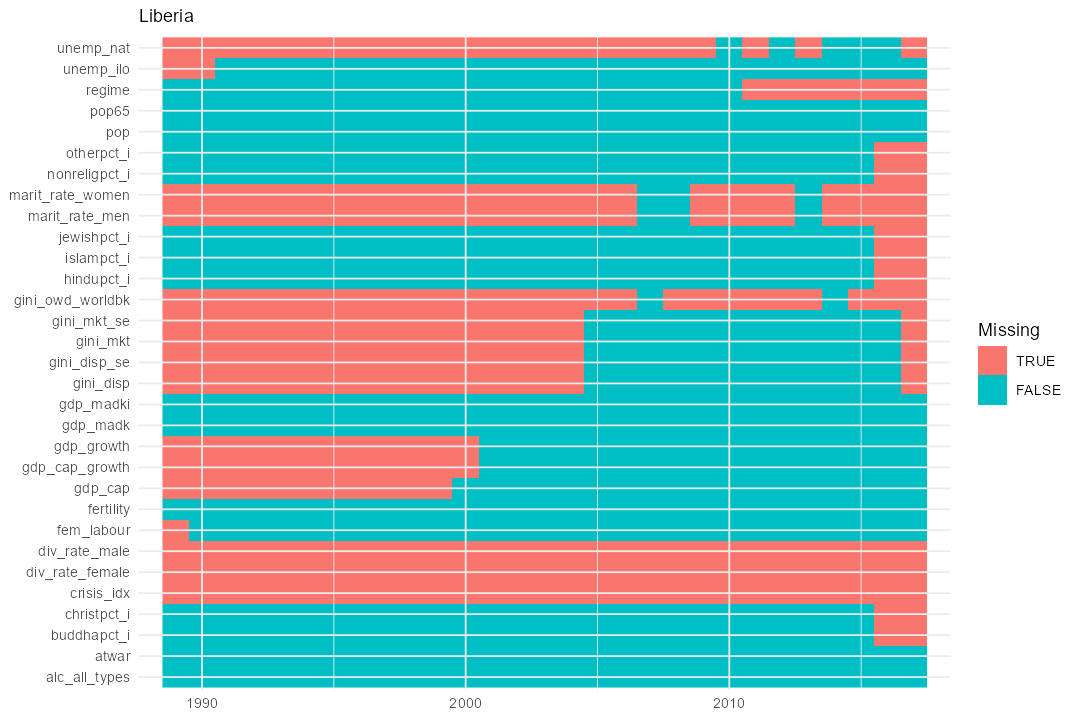 Liberia
unemp_nat
unemp_ilo
regime
pop65
pop
otherpct_i
nonreligpct_i
marit_rate_women
marit_rate_men
jewishpct_i
islampct_i
hindupct_i
gini_owd_worldbk
gini_mkt_se
gini_mkt
gini_disp_se
gini_disp
gdp_madki
gdp_madk
gdp_growth
gdp_cap_growth
gdp_cap
fertility
fem_labour
div_rate_male
div_rate_female
crisis_idx
christpct_i
buddhapct_i
atwar
alc_all_types
1990 2000 2010
Missing
TRUE
FALSE